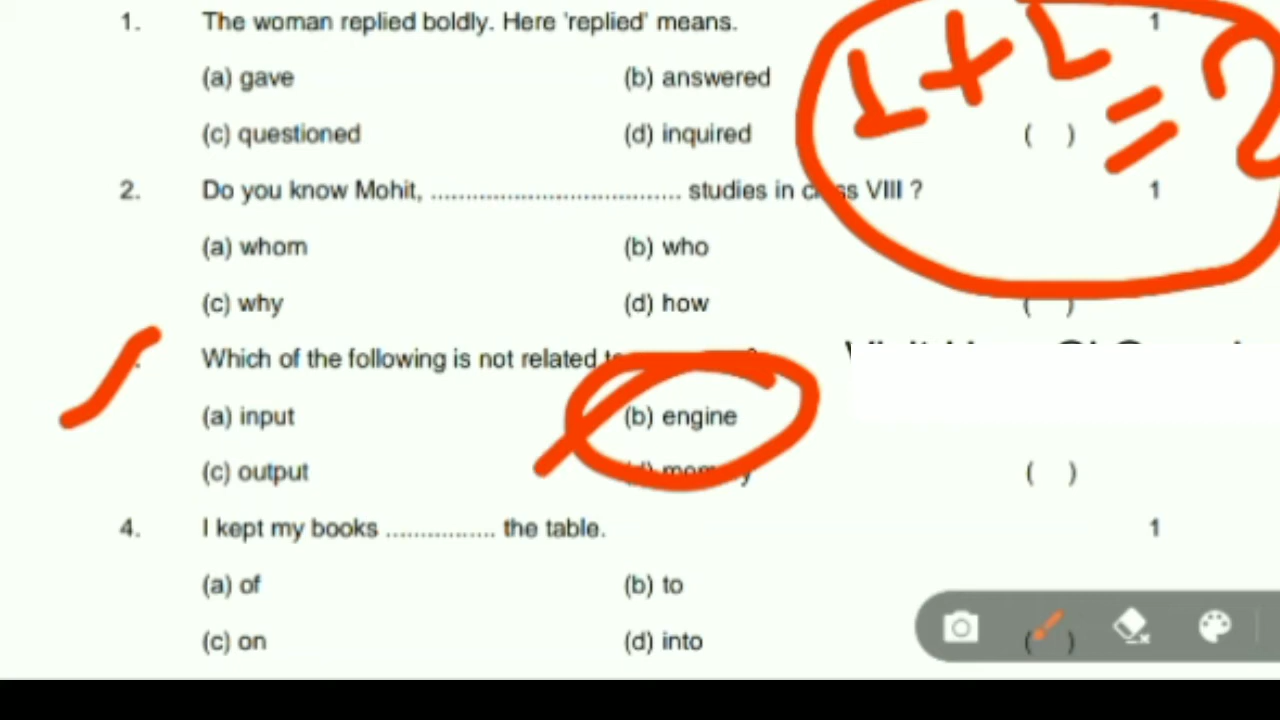 1. The woman replied boldly. Here 'replied' means. 1
(a) gave (b) answered
(c) questioned (d) inquired ( )
1+1=?
2. Do you know Mohit, .................................... studies in class VIII ? 1
(a) whom (b) who
(c) why (d) how ( )
Which of the following is not related
(a) input (b) engine
(c) output (d) memory ( )
4. I kept my books ................ the table. 1
(a) of (b) to
(c) on (d) into ( )